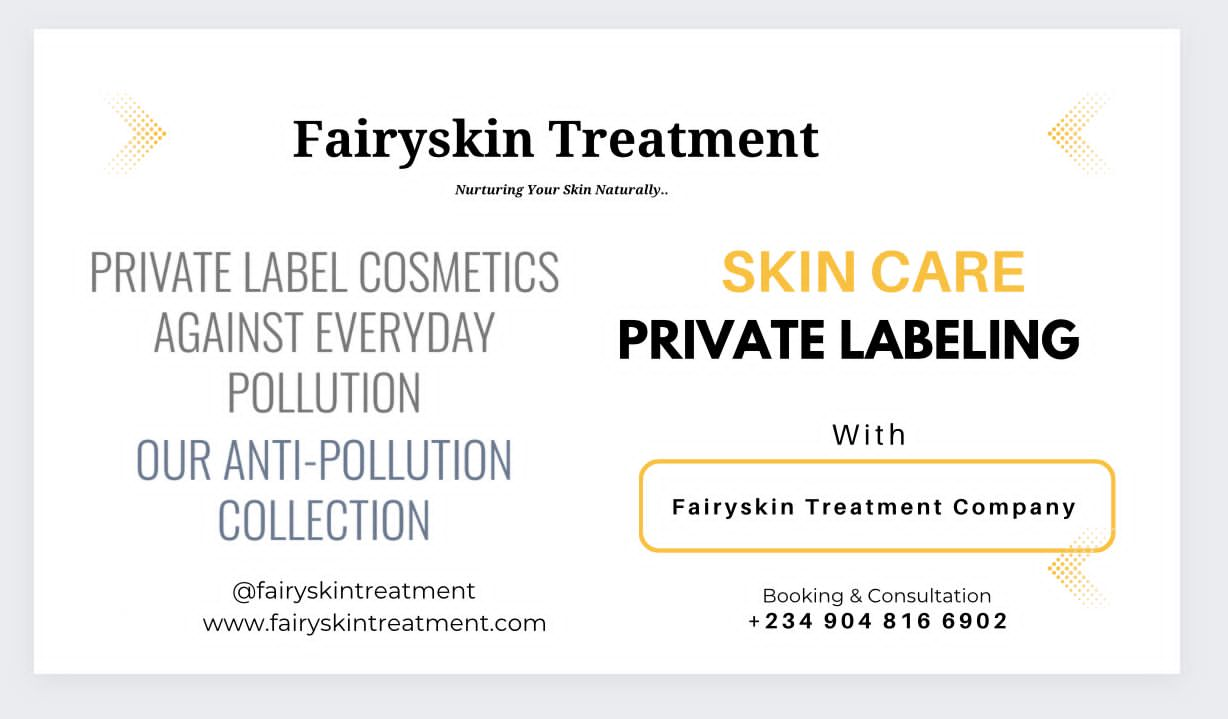 Fairyskin Treatment
Nurturing Your Skin Naturally..
PRIVATE LABEL COSMETICS
AGAINST EVERYDAY
POLLUTION
OUR ANTI-POLLUTION
COLLECTION
@fairyskintreatment
www.fairyskintreatment.com
SKIN CARE
PRIVATE LABELING
With
Fairyskin Treatment Company
Booking & Consultation
+234 904 816 6902